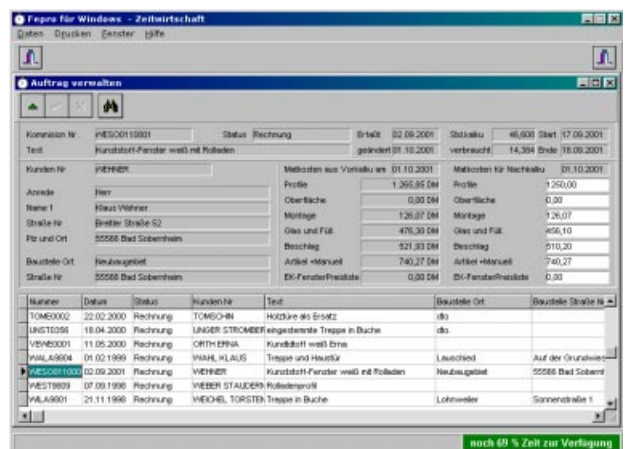 Fepro für Windows - Zeitwirtschaft
Daten Drucken Fenster Hilfe
Auftrag verwalten
Kommision Nr. WESO0110001 Status Rechnung Erfaßt 02.09.2001 Std.kalku 46,608 Start 17.09.2001
Text Kunststoff-Fenster weiß mit Rolladen geändert 01.10.2001 verbraucht 14,384 Ende 18.09.2001
Kunden Nr WEHNER Matkosten aus Vorkalku am 01.10.2001 Matkosten für Nachkalku 01.10.2001
Anrede Herr Profile 1.265,85 DM Profile 1250,00
Name 1 Klaus Wehner Oberfläche 0,00 DM Oberfläche 0,00
Straße Nr Breitler Straße 52 Montage 126,07 DM Montage 126,07
Plz und Ort 55566 Bad Sobernheim Glas und Füll. 476,30 DM Glas und Füll. 456,10
Beschlag 521,93 DM Beschlag 510,20
Baustelle Ort Neubaugebiet Artikel +Manuell 740,27 DM Artikel +Manuell 740,27
Straße Nr 55566 Bad Sobernheim EK-FensterPreisliste 0,00 DM EK-FensterPreisliste 0,00
Nummer Datum Status Kunden Nr Text Baustelle Ort Baustelle Straße N
TOME0002 22.02.2000 Rechnung TOMSCHIN Holztüre als Ersatz dto
UNST0356 18.04.2000 Rechnung UNGER STROMBER eingestemmte Treppe in Buche dto.
VEWE0001 11.05.2000 Rechnung ORTH ERNA Kunstststoff weiß Erna
WALA9804 01.02.1999 Rechnung WAHL KLAUS Treppe und Haustür Lauschied Auf der Grundwies
WESO011000 02.09.2001 Rechnung WEHNER Kunststoff-Fenster weiß mit Rolladen Neubaugebiet 55566 Bad Sobernh
WEST9809 07.09.1998 Rechnung WEBER STAUDERN Rolladenprofil
WILA9801 21.11.1998 Rechnung WEICHEL TORSTEN Treppe in Buche Lohnweiler Sonnenstraße 1
noch 69 % Zeit zur Verfügung